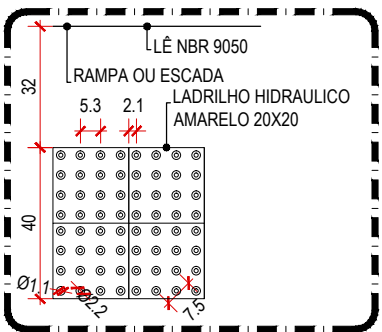 LÊ NBR 9050
RAMPA OU ESCADA
32
5.3
2.1
LADRILHO HIDRAULICO
AMARELO 20X20
40
Ø1.1
Ø2.2
7.5